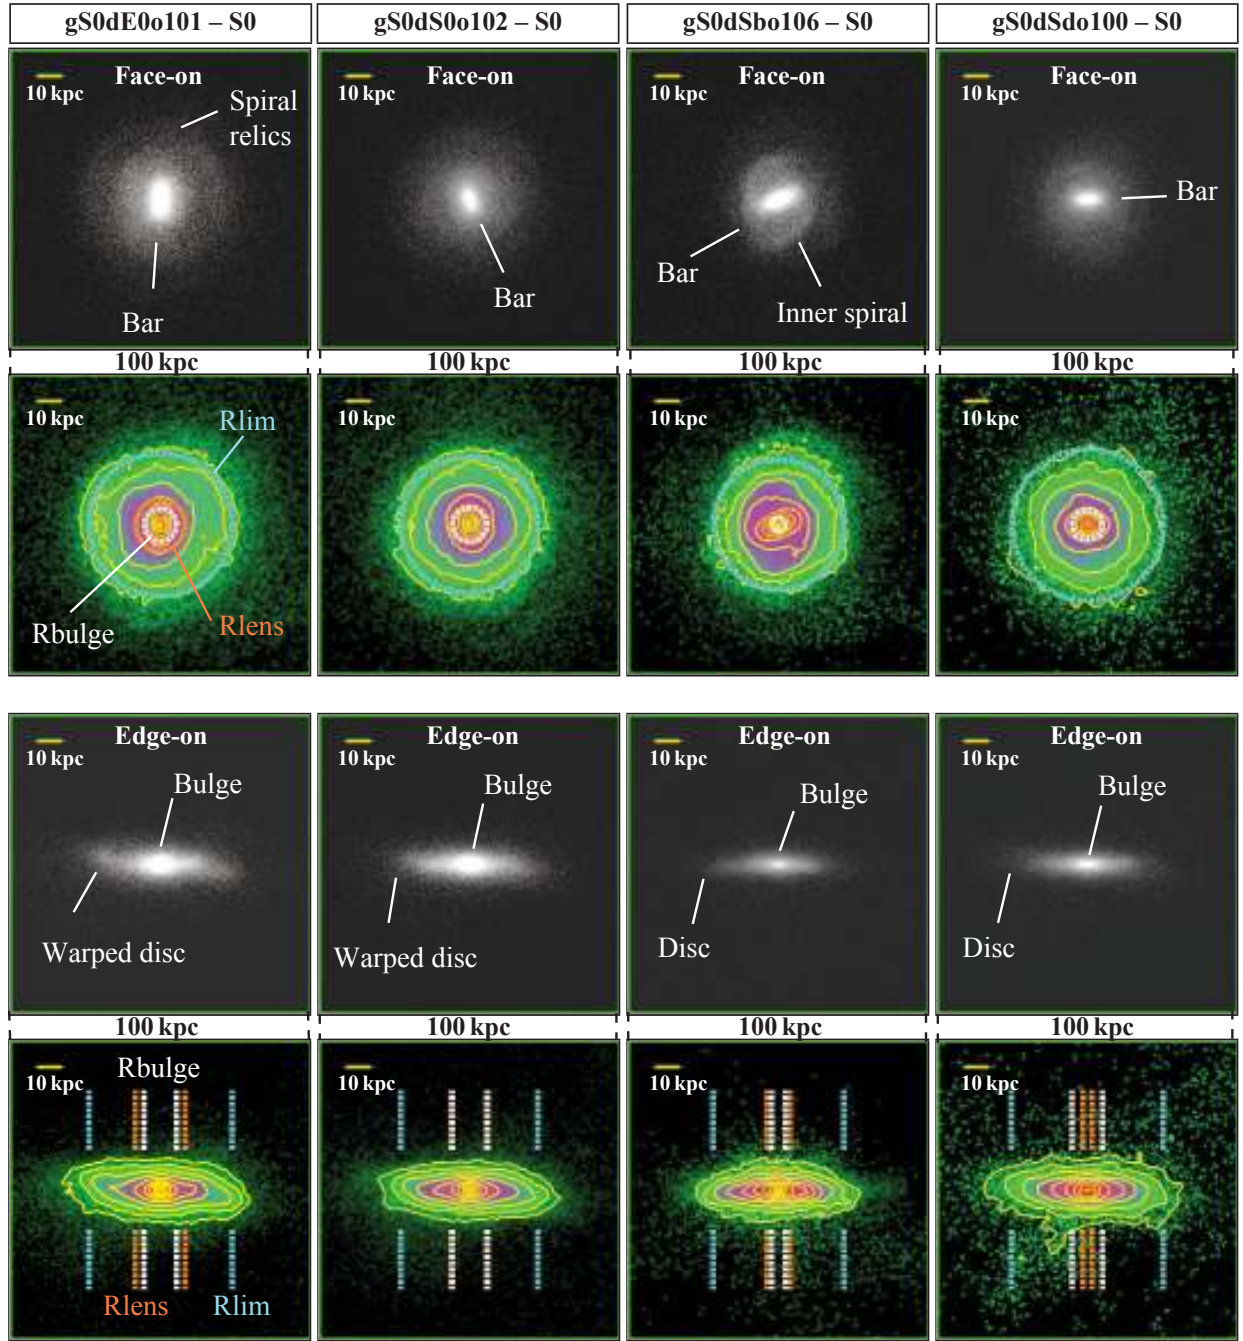 gS0dE0o101 – S0
gS0dS0o102 – S0
gS0dSbo106 – S0
gS0dSdo100 – S0
Face-on
10 kpc
Spiral
relics
Bar
Face-on
10 kpc
Bar
Face-on
10 kpc
Bar
Inner spiral
Face-on
10 kpc
Bar
100 kpc
100 kpc
100 kpc
100 kpc
10 kpc
Rlim
Rbulge
Rlens
10 kpc
10 kpc
10 kpc
Edge-on
10 kpc
Bulge
Warped disc
Edge-on
10 kpc
Bulge
Warped disc
Edge-on
10 kpc
Bulge
Disc
Edge-on
10 kpc
Bulge
Disc
100 kpc
100 kpc
100 kpc
100 kpc
10 kpc
Rbulge
Rlens
Rlim
10 kpc
10 kpc
10 kpc